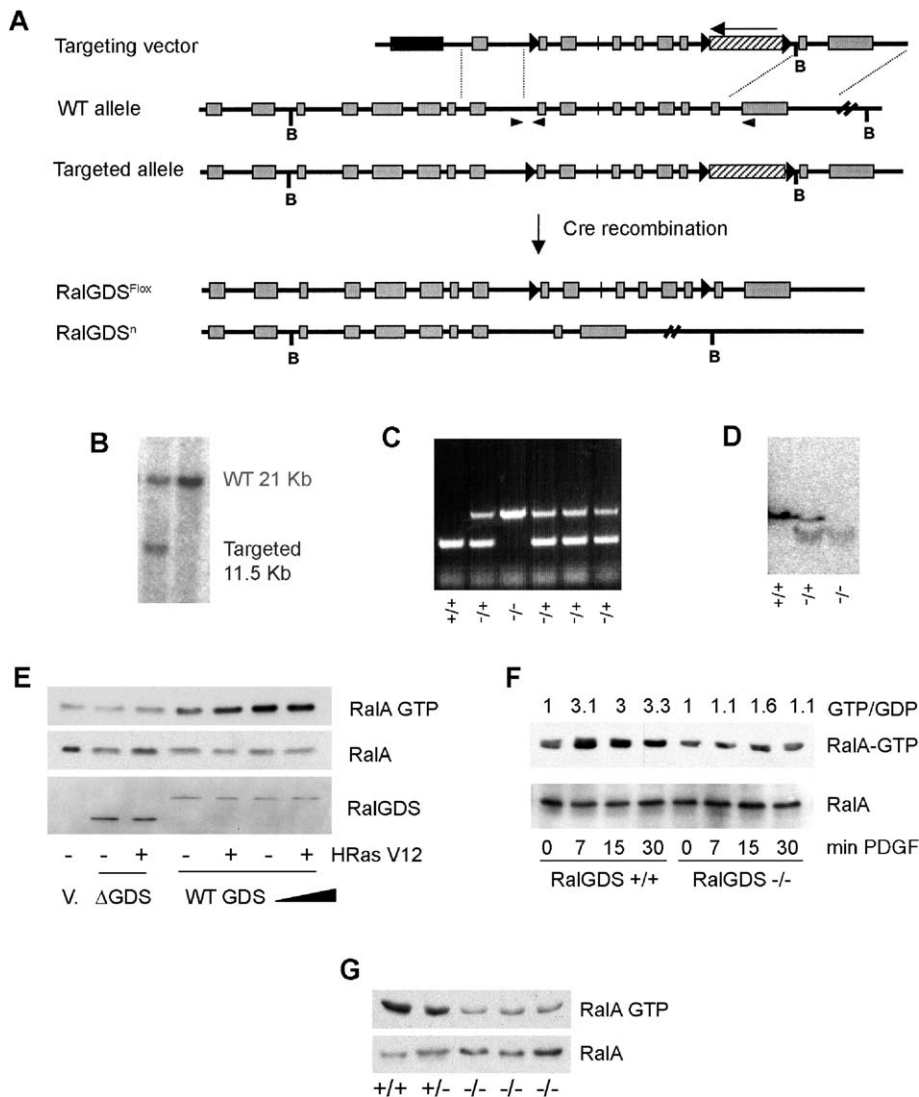 A
Targeting vector
B
WT allele
B
B
Targeted allele
B
B
Cre recombination
RalGDS^Flox
RalGDS^n
B
B
B
WT 21 Kb
Targeted
11.5 Kb
C
+/+ -/+ -/- -/+ -/+ -/+
D
+/+ -/+ -/-
E
RalA GTP
RalA
RalGDS
- - + - + - + HRas V12
V. ΔGDS WT GDS
F
1 3.1 3 3.3 1 1.1 1.6 1.1 GTP/GDP
RalA-GTP
RalA
0 7 15 30 0 7 15 30 min PDGF
RalGDS +/+ RalGDS -/-
G
RalA GTP
RalA
+/+ +/- -/- -/- -/-